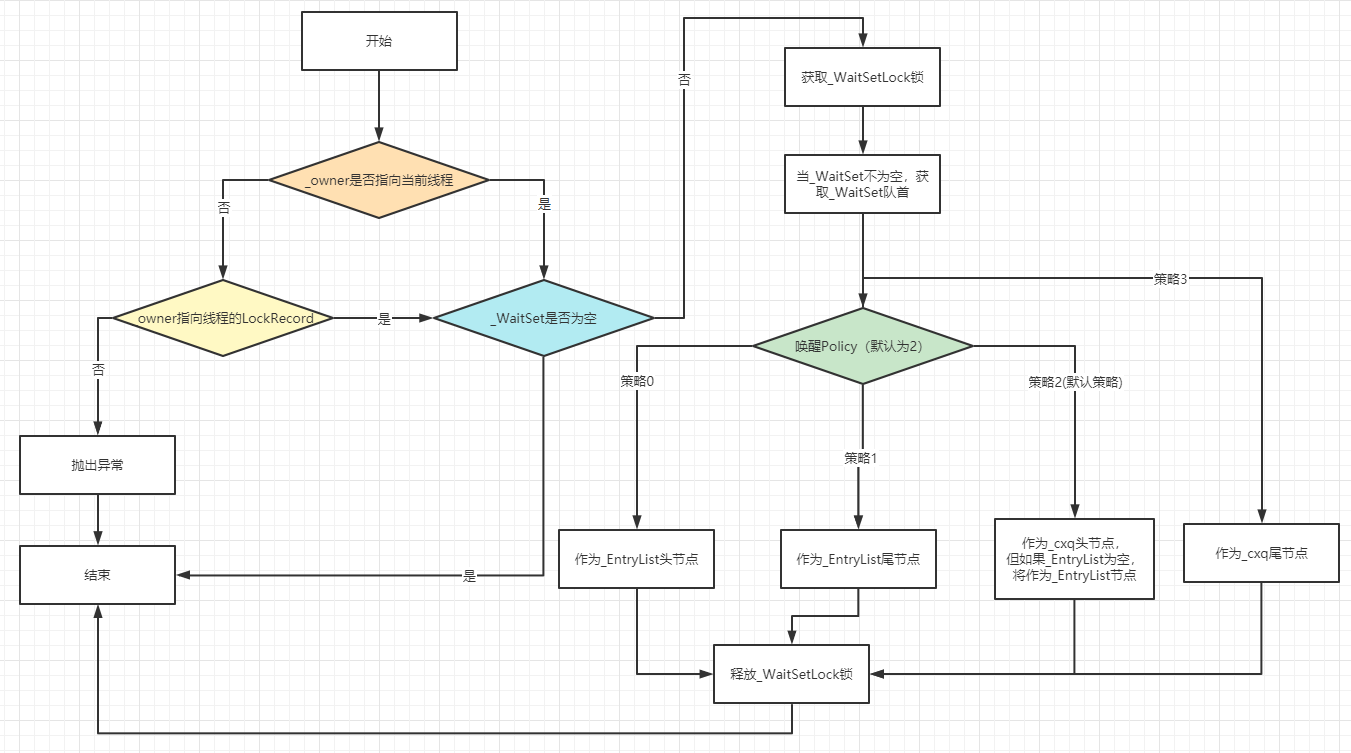 开始
_owner是否指向当前线程
否
是
owner指向线程的LockRecord
是
_WaitSet是否为空
否
否
抛出异常
结束
是
获取_WaitSetLock锁
当_WaitSet不为空，获
取_WaitSet队首
策略3
唤醒Policy（默认为2）
策略0
策略1
策略2(默认策略)
作为_EntryList头节点
作为_EntryList尾节点
作为_cxq头节点，
但如果_EntryList为空，
将作为_EntryList节点
作为_cxq尾节点
释放_WaitSetLock锁